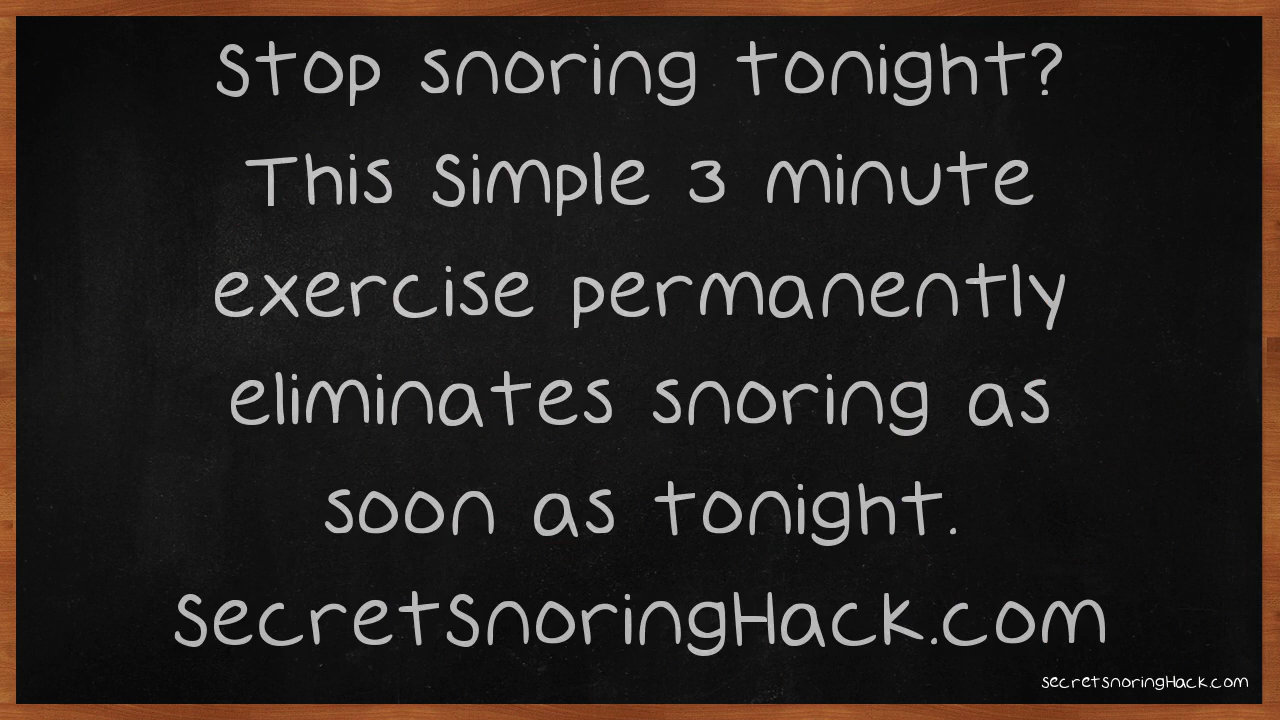 Stop snoring tonight?
This Simple 3 minute
exercise permanently
eliminates snoring as
soon as tonight.
SecretSnoringHack.com
secretsnoringHack.com